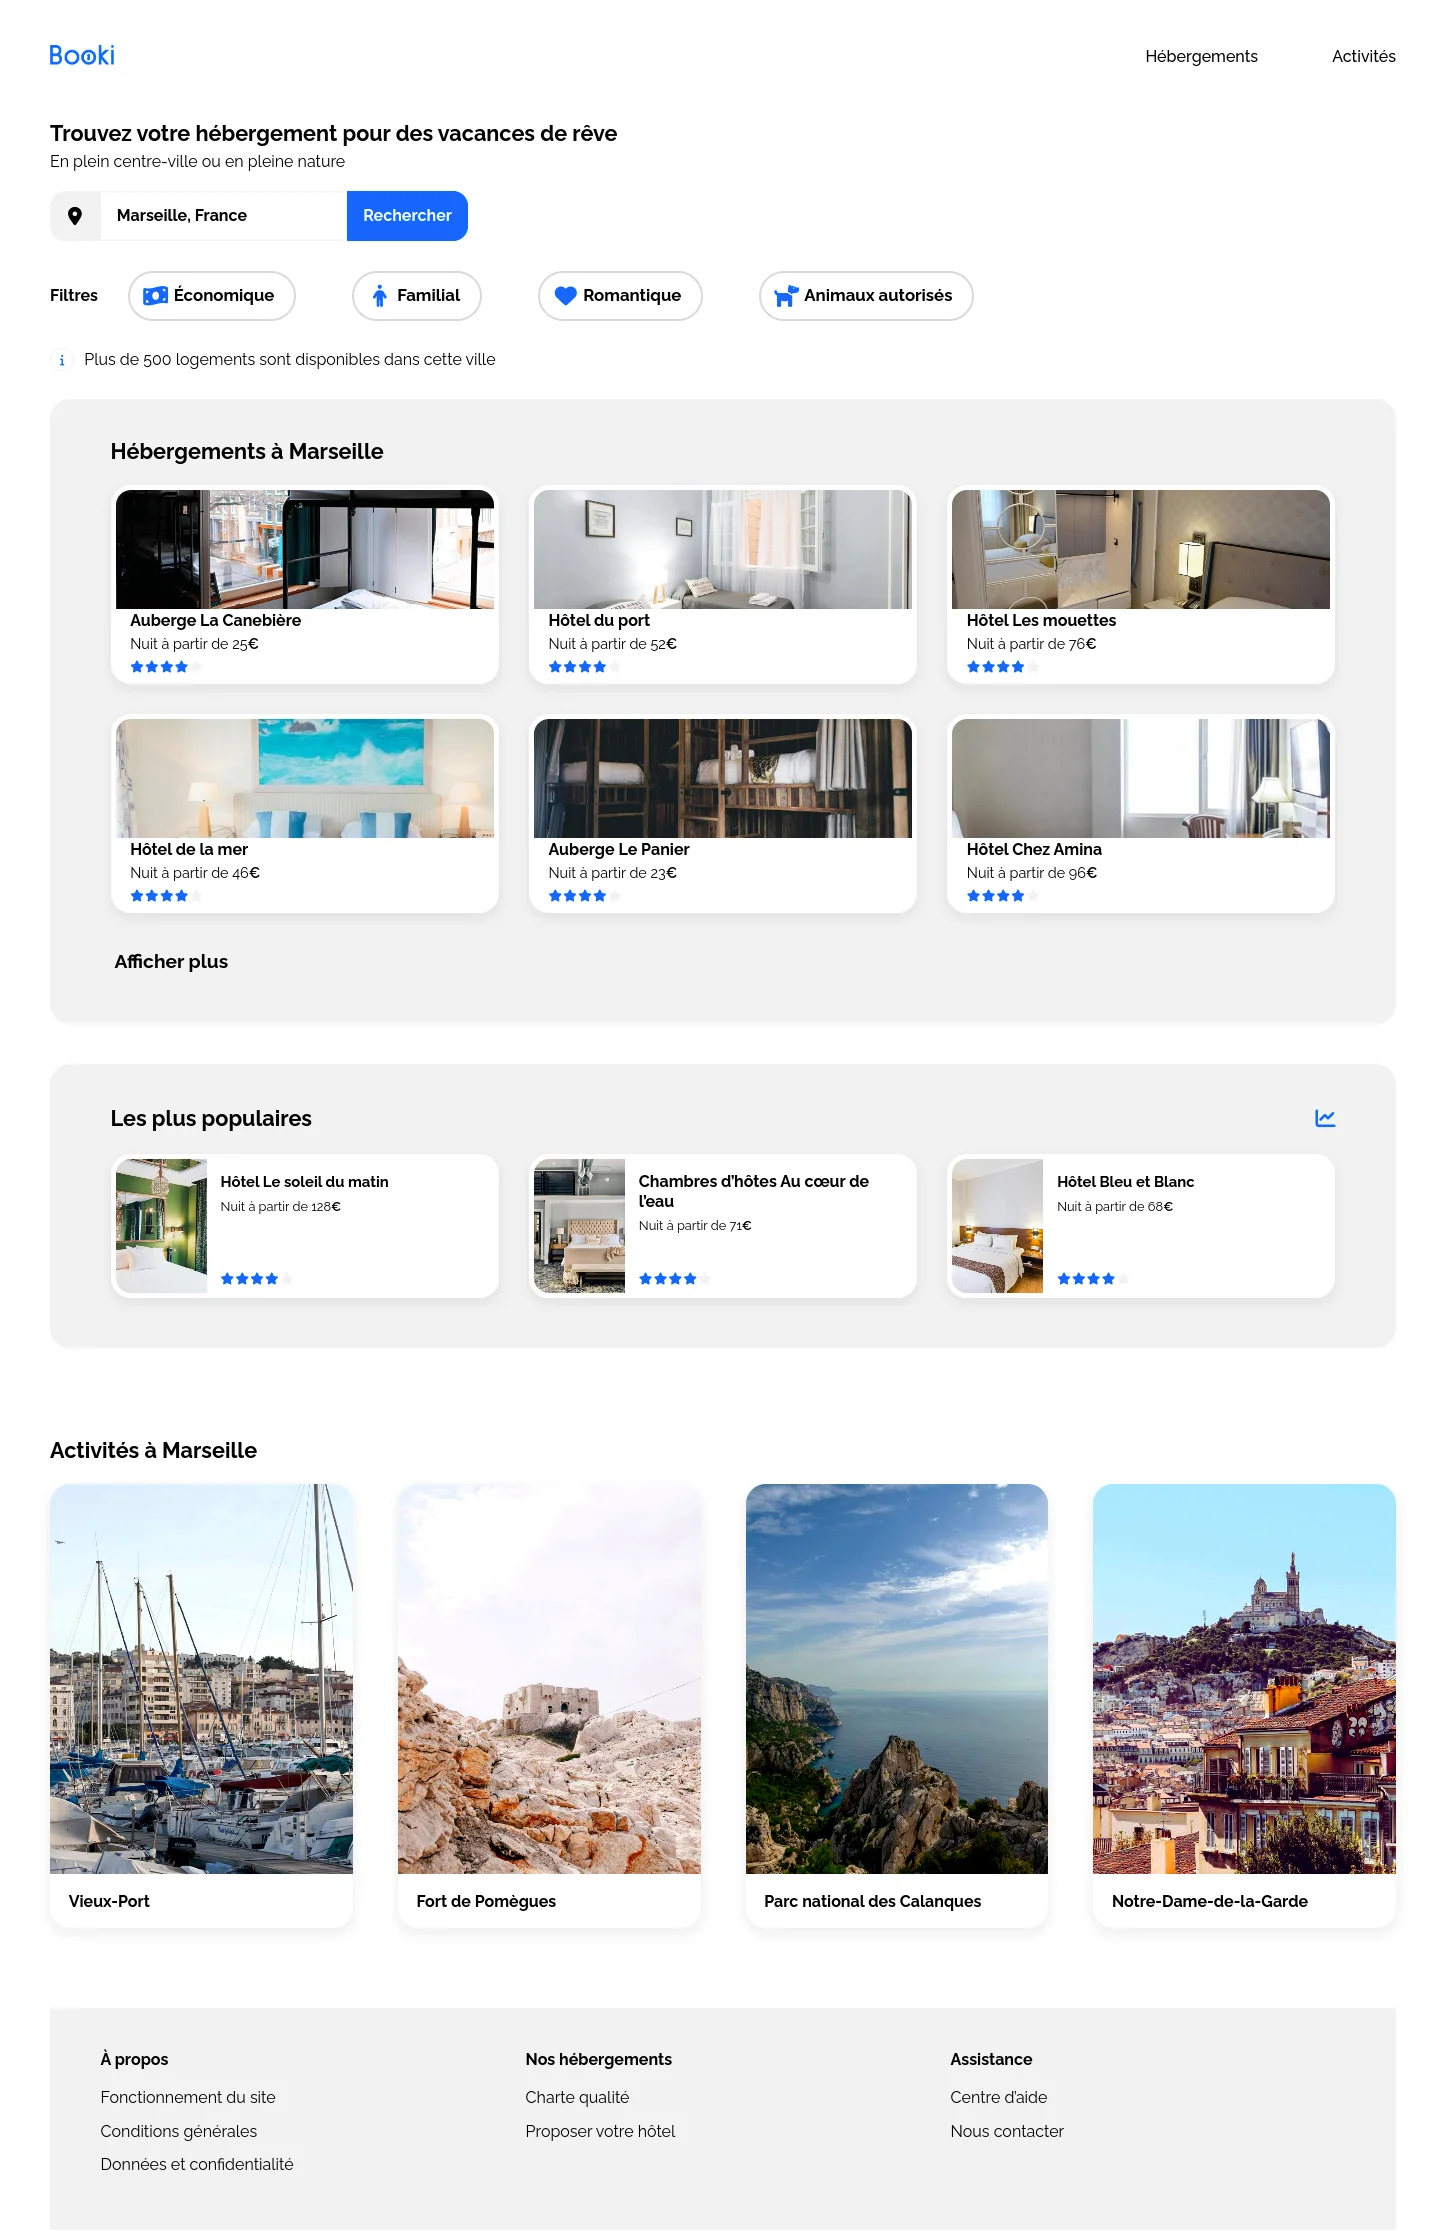 Booki
Hébergements
Activités
Trouvez votre hébergement pour des vacances de rêve
En plein centre-ville ou en pleine nature
Marseille, France
Rechercher
Filtres
Économique
Familial
Romantique
Animaux autorisés
Plus de 500 logements sont disponibles dans cette ville
Hébergements à Marseille
Auberge La Canebière
Nuit à partir de 25€
Hôtel du port
Nuit à partir de 52€
Hôtel Les mouettes
Nuit à partir de 76€
Hôtel de la mer
Nuit à partir de 46€
Auberge Le Panier
Nuit à partir de 23€
Hôtel Chez Amina
Nuit à partir de 96€
Afficher plus
Les plus populaires
Hôtel Le soleil du matin
Nuit à partir de 128€
Chambres d'hôtes Au cœur de
l'eau
Nuit à partir de 71€
Hôtel Bleu et Blanc
Nuit à partir de 68€
Activités à Marseille
Vieux-Port
Fort de Pomègues
Parc national des Calanques
Notre-Dame-de-la-Garde
À propos
Fonctionnement du site
Conditions générales
Données et confidentialité
Nos hébergements
Charte qualité
Proposer votre hôtel
Assistance
Centre d'aide
Nous contacter